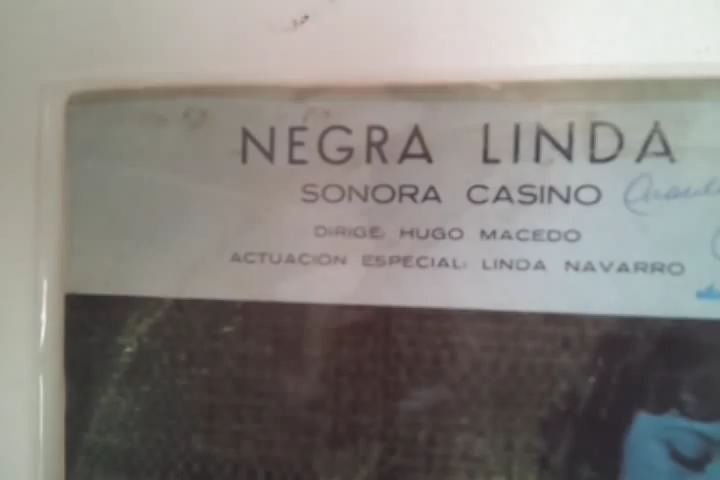 NEGRA LINDA
SONORA CASINO
DIRIGE: HUGO MACEDO
ACTUACION ESPECIAL: LINDA NAVARRO